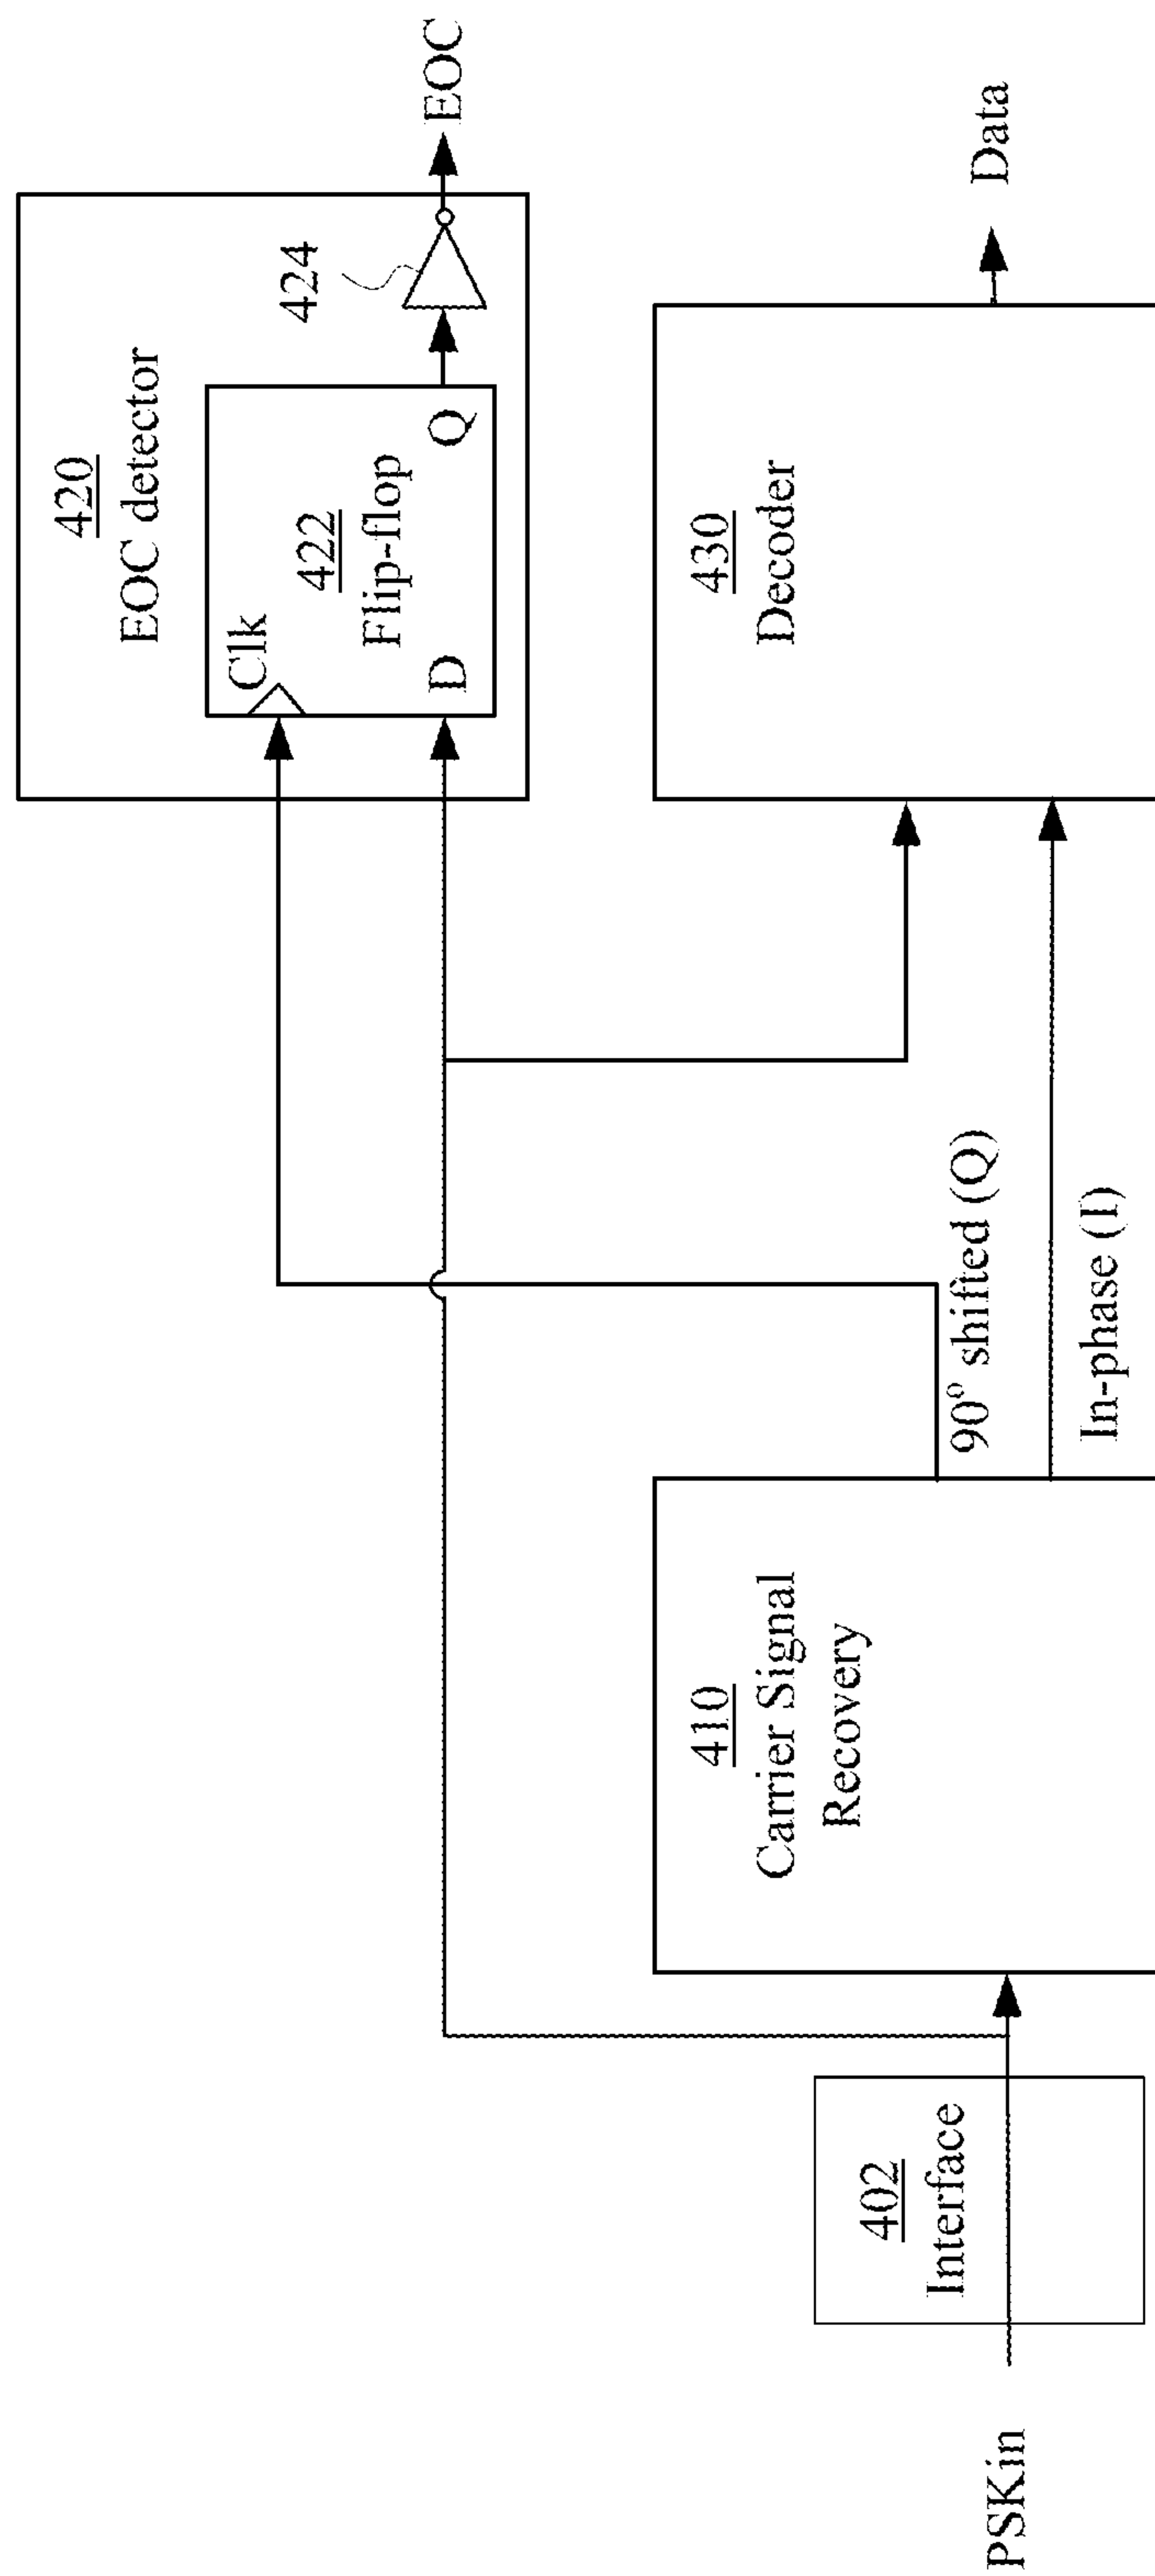 PSKin
402
Interface
410
Carrier Signal
Recovery
90° shifted (Q)
In-phase (I)
420
EOC detector
Clk
422
Flip-flop
D
Q
424
EOC
430
Decoder
Data